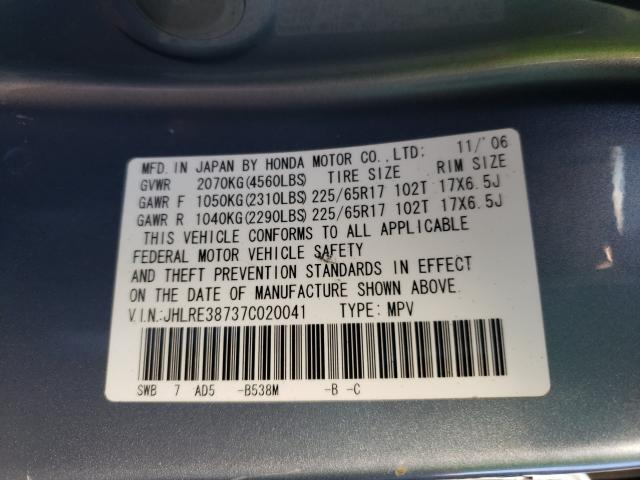 MFD. IN JAPAN BY HONDA MOTOR CO., LTD: 11/'06
GVWR 2070KG(4560LBS) TIRE SIZE RIM SIZE
GAWR F 1050KG(2310LBS) 225/65R17 102T 17X6.5J
GAWR R 1040KG(2290LBS) 225/65R17 102T 17X6.5J
THIS VEHICLE CONFORMS TO ALL APPLICABLE
FEDERAL MOTOR VEHICLE SAFETY
AND THEFT PREVENTION STANDARDS IN EFFECT
ON THE DATE OF MANUFACTURE SHOWN ABOVE.
V.I.N.:JHLRE38737C020041 TYPE: MPV
SWB 7 AD5 -B538M -B -C